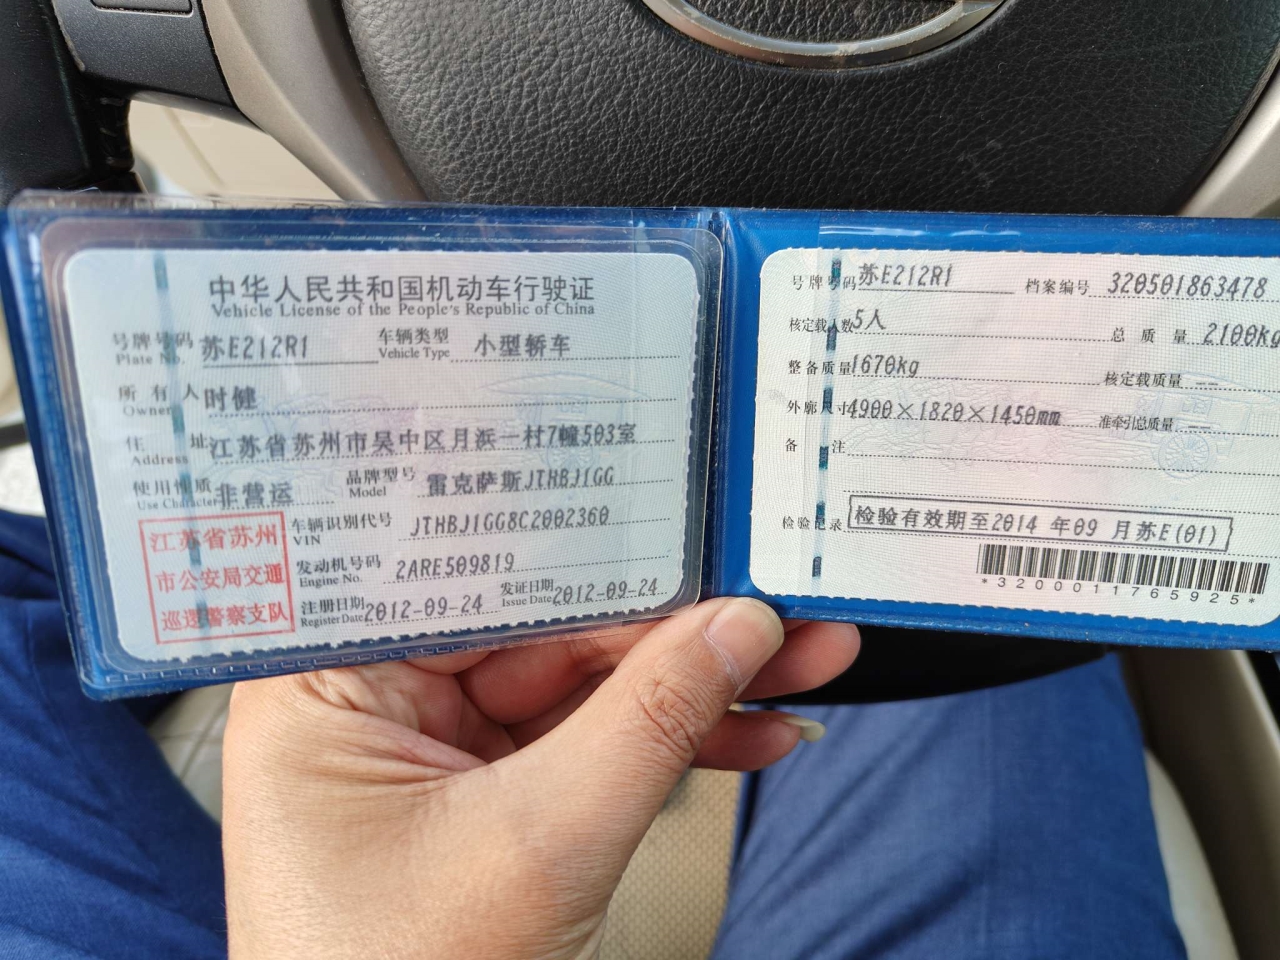 中华人民共和国机动车行驶证
Vehicle License of the People's Republic of China
号牌号码 苏E212R1 车辆类型 小型轿车
Plate No. Vehicle Type
所有人 时健
Owner
住址 江苏省苏州市吴中区月浜一村7幢503室
Address
使用性质 非营运 品牌型号 雷克萨斯JTHBJ1GG
Use Character Model
江苏省苏州
市公安局交通
巡逻警察支队
车辆识别代号 JTHBJ1GG8C2002360
VIN
发动机号码 2ARE509819
Engine No.
注册日期 2012-09-24 发证日期 2012-09-24
Register Date Issue Date
号牌号码 苏E212R1 档案编号 320501863478
核定载人数 5人 总质量 2100kg
整备质量 1670kg 核定载质量 --
外廓尺寸 4900×1820×1450mm 准牵引总质量 --
备注
检验记录 检验有效期至2014年09月苏E(01)
*3200011765925*